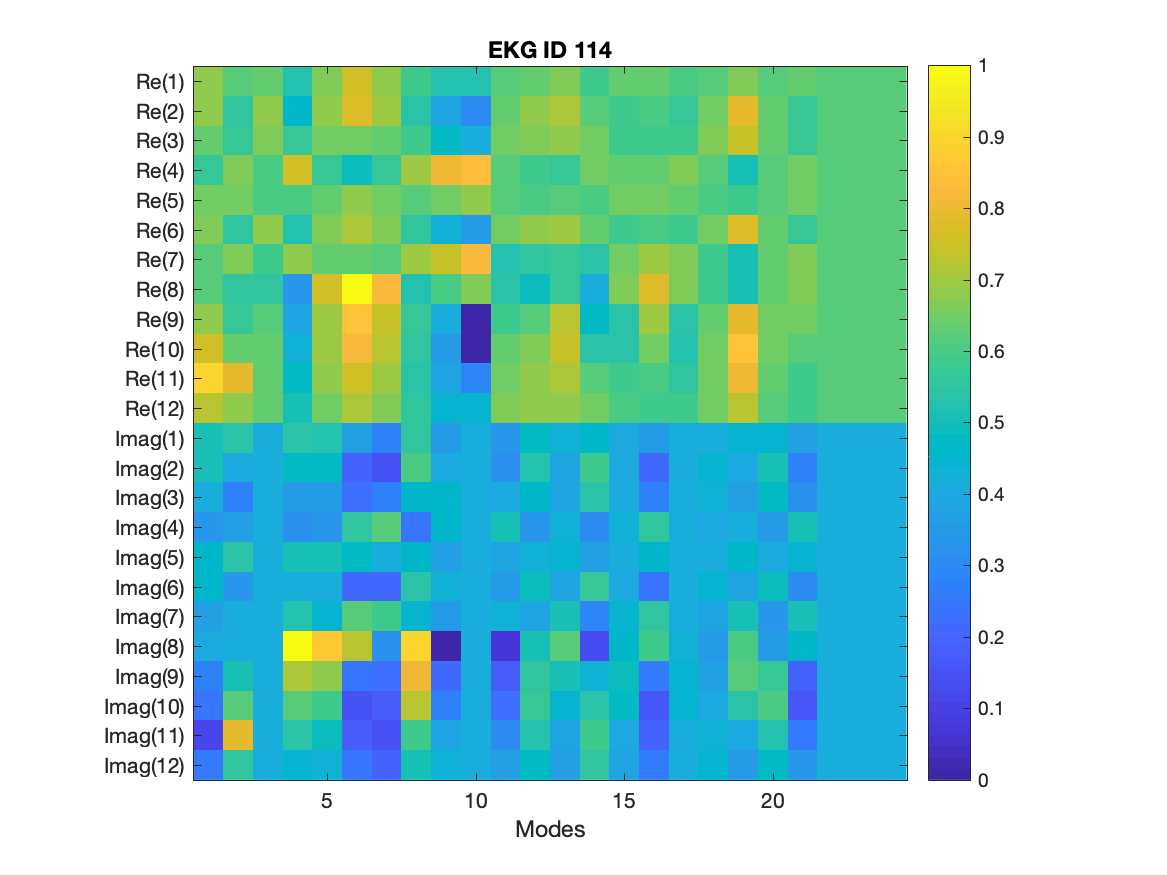 EKG ID 114
Re(1)
Re(2)
Re(3)
Re(4)
Re(5)
Re(6)
Re(7)
Re(8)
Re(9)
Re(10)
Re(11)
Re(12)
Imag(1)
Imag(2)
Imag(3)
Imag(4)
Imag(5)
Imag(6)
Imag(7)
Imag(8)
Imag(9)
Imag(10)
Imag(11)
Imag(12)
5 10 15 20
Modes
1
0.9
0.8
0.7
0.6
0.5
0.4
0.3
0.2
0.1
0